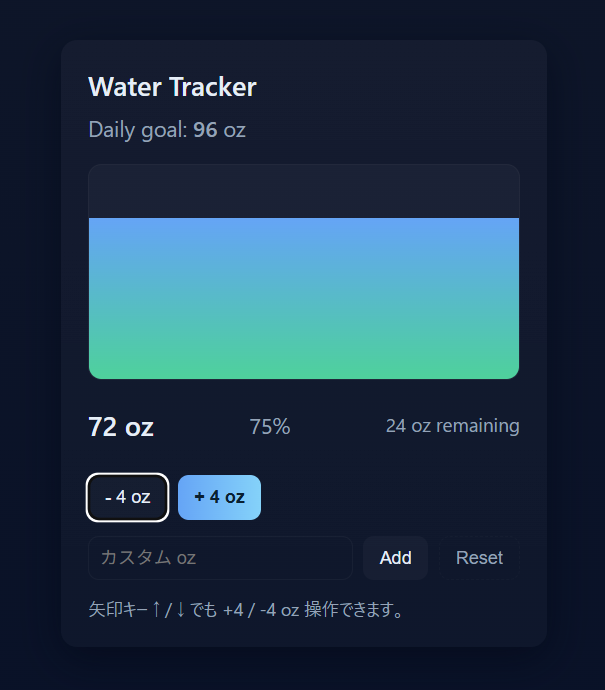 Water Tracker
Daily goal: 96 oz
72 oz 75% 24 oz remaining
- 4 oz + 4 oz
カスタム oz Add Reset
矢印キー ↑ / ↓ でも +4 / -4 oz 操作できます。